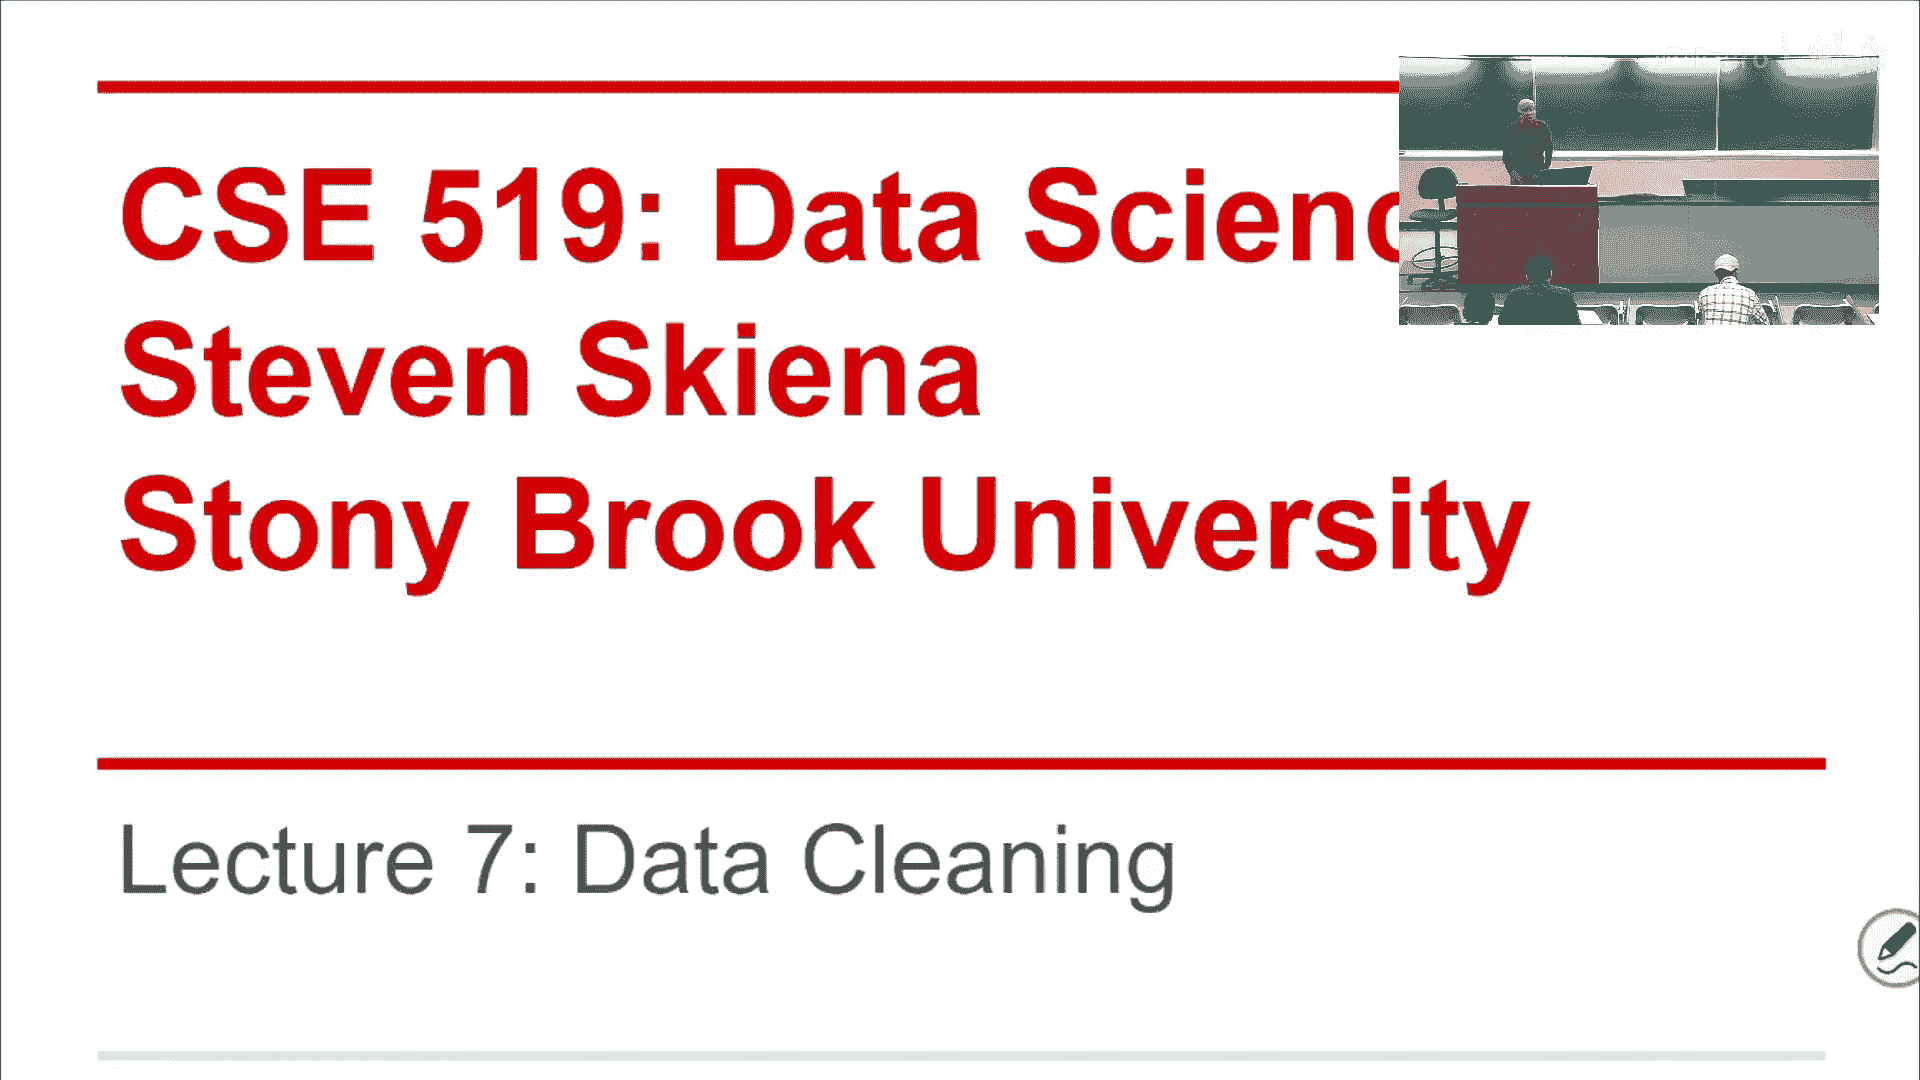 CSE 519: Data Scienc
Steven Skiena
Stony Brook University
Lecture 7: Data Cleaning